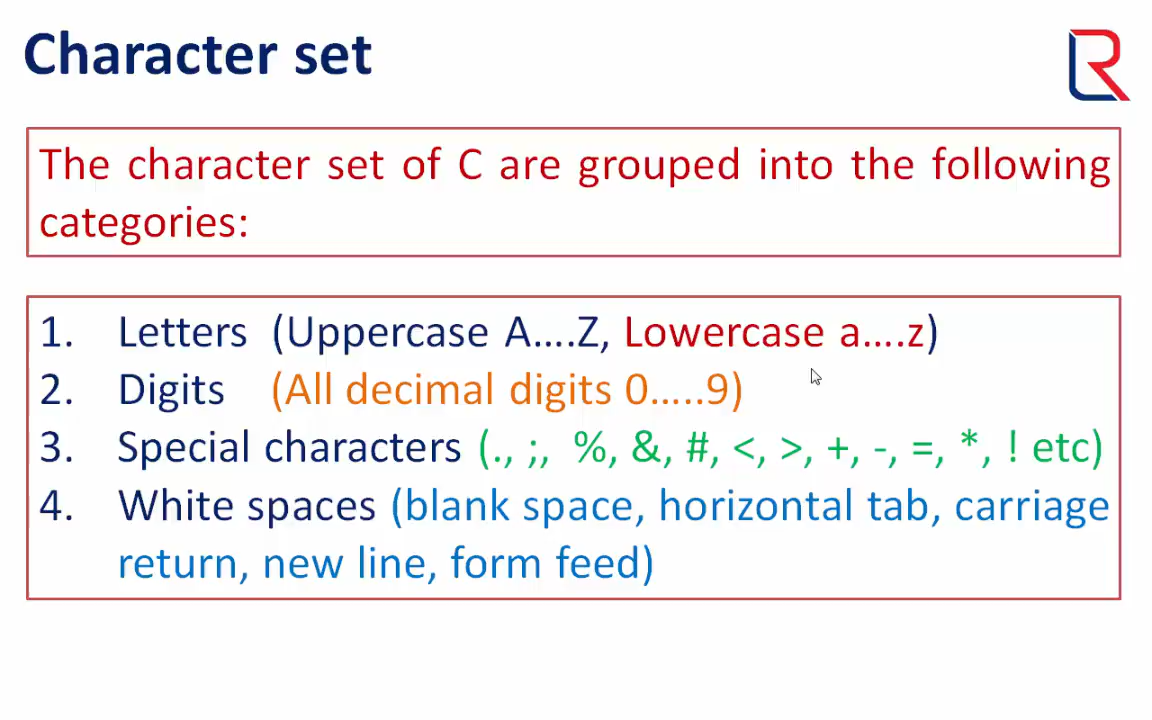 Character set
The character set of C are grouped into the following
categories:
1. Letters (Uppercase A....Z, Lowercase a....z)
2. Digits (All decimal digits 0.....9)
3. Special characters (., ;, %, &, #, <, >, +, -, =, *, ! etc)
4. White spaces (blank space, horizontal tab, carriage
return, new line, form feed)